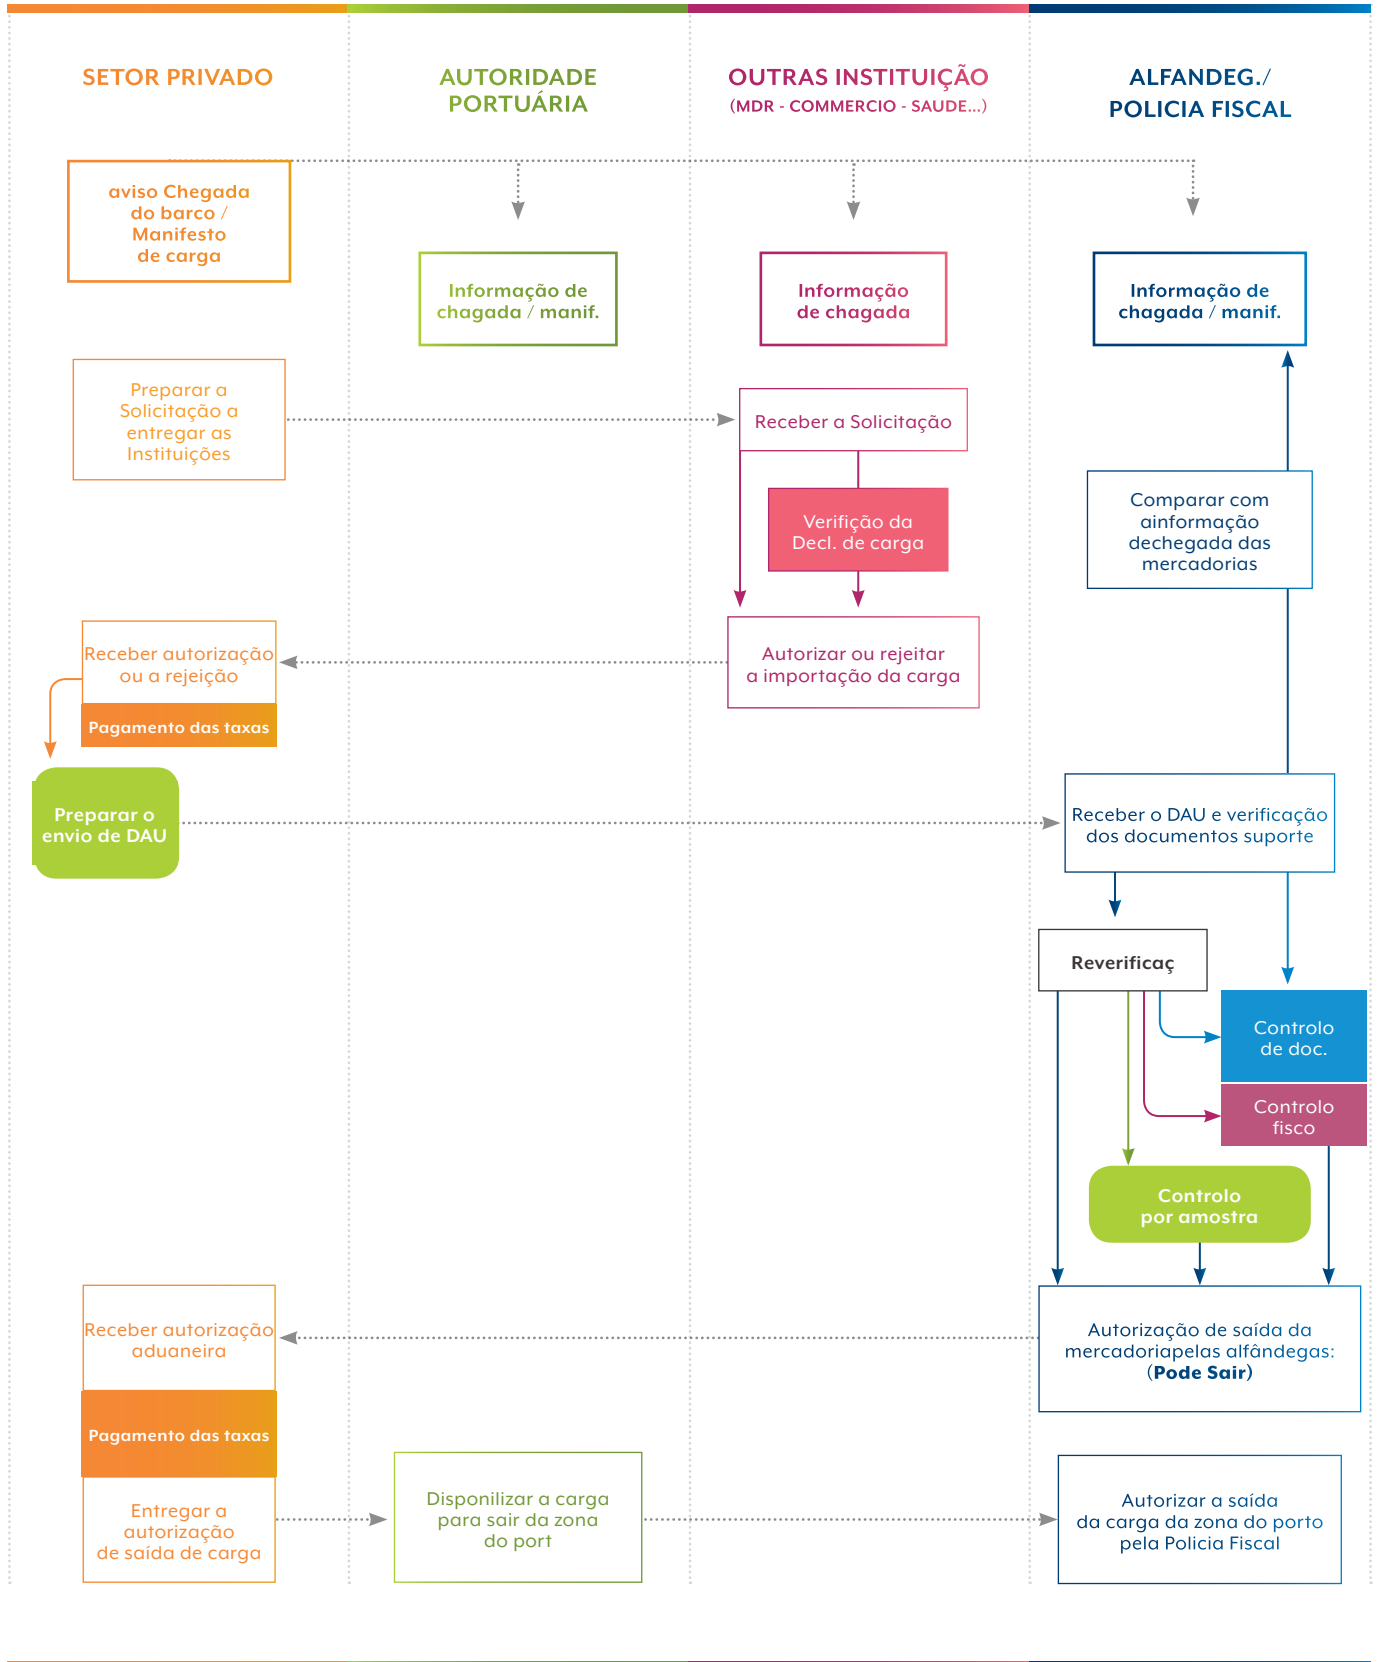 SETOR PRIVADO
AUTORIDADE
PORTUÁRIA
OUTRAS INSTITUIÇÃO
(MDR - COMMERCIO - SAUDE...)
ALFANDEG./
POLICIA FISCAL
aviso Chegada
do barco /
Manifesto
de carga
Informação de
chagada / manif.
Informação
de chagada
Informação de
chagada / manif.
Preparar a
Solicitação a
entregar as
Instituições
Receber a Solicitação
Verifição da
Decl. de carga
Comparar com
ainformação
dechegada das
mercadorias
Receber autorização
ou a rejeição
Pagamento das taxas
Autorizar ou rejeitar
a importação da carga
Preparar o
envio de DAU
Receber o DAU e verificação
dos documentos suporte
Reverificaç
Controlo
de doc.
Controlo
fisco
Controlo
por amostra
Receber autorização
aduaneira
Autorização de saída da
mercadoriapelas alfândegas:
(Pode Sair)
Pagamento das taxas
Entregar a
autorização
de saída de carga
Disponilizar a carga
para sair da zona
do port
Autorizar a saída
da carga da zona do porto
pela Policia Fiscal